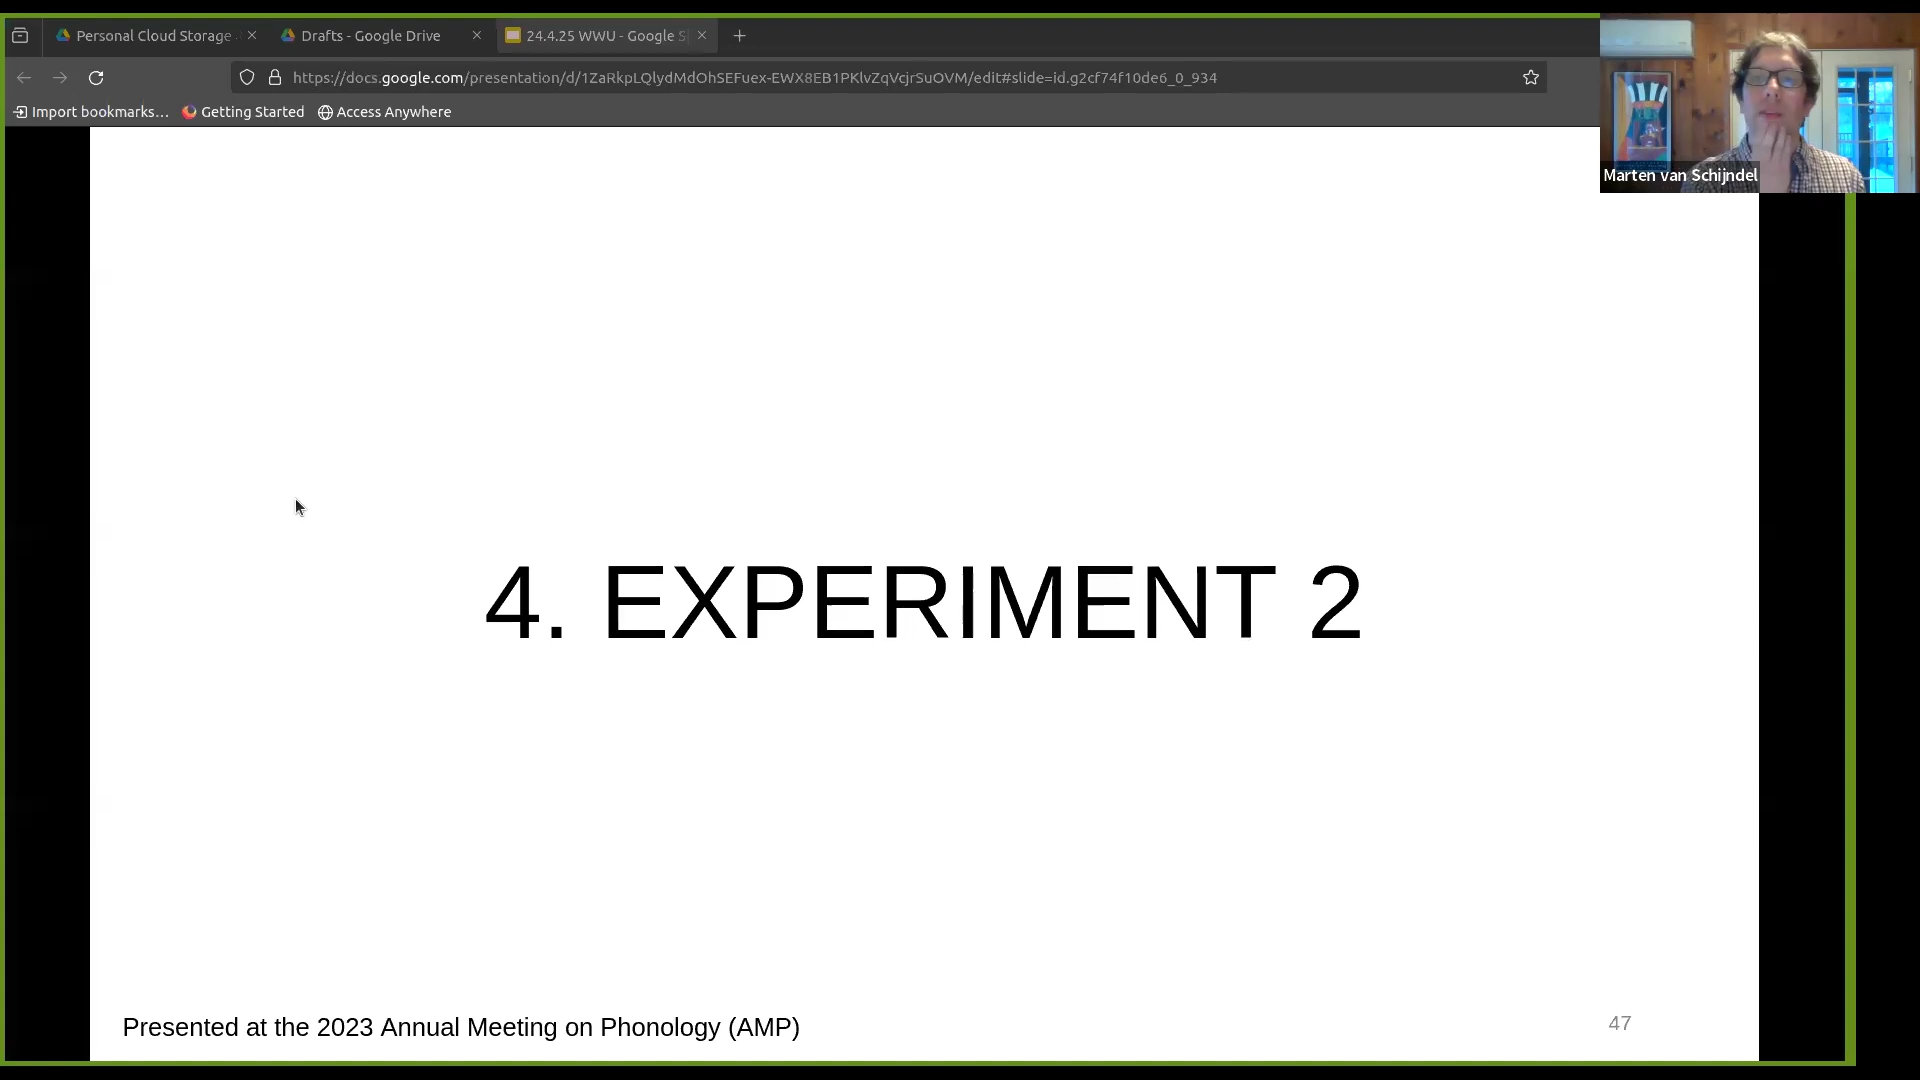 Personal Cloud Storage
Drafts - Google Drive
24.4.25 WWU - Google S
https://docs.google.com/presentation/d/1ZaRkpLQlydMdOhSEFuex-EWX8EB1PKlvZqVcjrSuOVM/edit#slide=id.g2cf74f10de6_0_934
Import bookmarks...
Getting Started
Access Anywhere
Marten van Schijndel
4. EXPERIMENT 2
Presented at the 2023 Annual Meeting on Phonology (AMP)
47